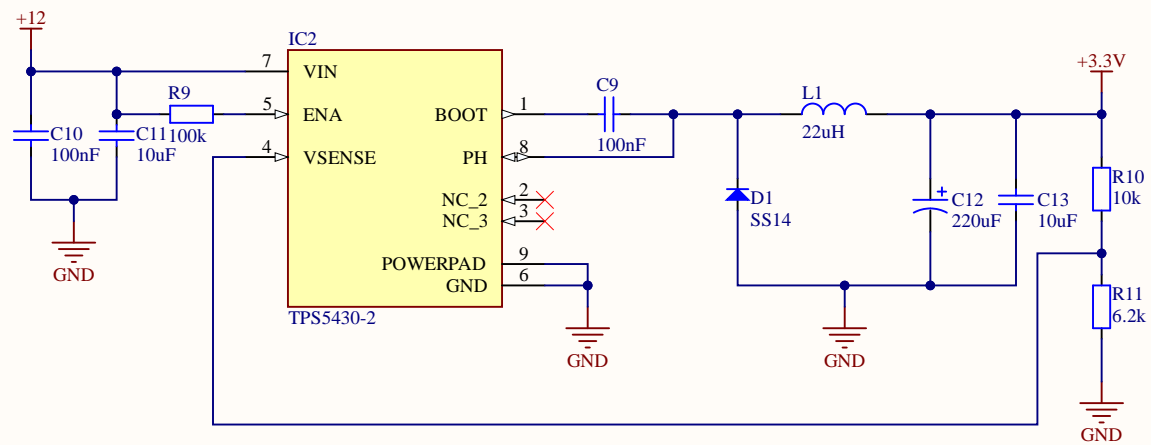 +12
IC2
7
VIN
R9
5
ENA
C10
100nF
C11
100k
10uF
4
VSENSE
BOOT
1
PH
8
NC_2
2
NC_3
3
POWERPAD
9
GND
6
TPS5430-2
GND
C9
100nF
GND
L1
22uH
D1
SS14
+
C12
220uF
C13
10uF
GND
+3.3V
R10
10k
R11
6.2k
GND